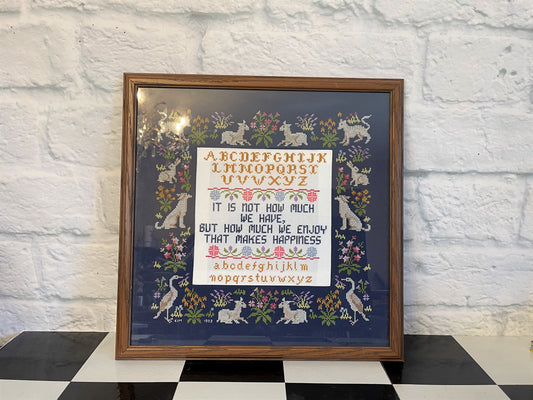 ABCDEFGHIJK
LMNOPQRST
UVWXYZ
IT IS NOT HOW MUCH
WE HAVE,
BUT HOW MUCH WE ENJOY
THAT MAKES HAPPINESS
abcdefghijklm
nopqrstuvwxyz